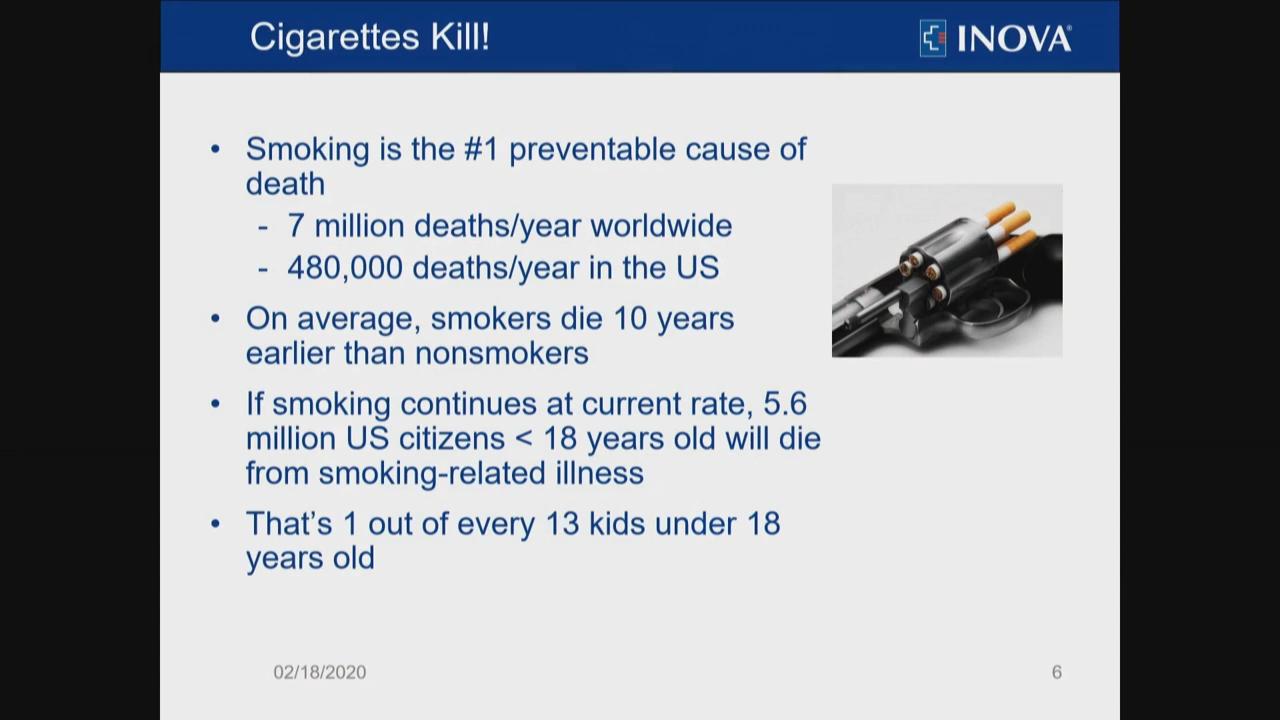 Cigarettes Kill!
INOVA®
• Smoking is the #1 preventable cause of
death
- 7 million deaths/year worldwide
- 480,000 deaths/year in the US
• On average, smokers die 10 years
earlier than nonsmokers
• If smoking continues at current rate, 5.6
million US citizens < 18 years old will die
from smoking-related illness
• That’s 1 out of every 13 kids under 18
years old
02/18/2020
6